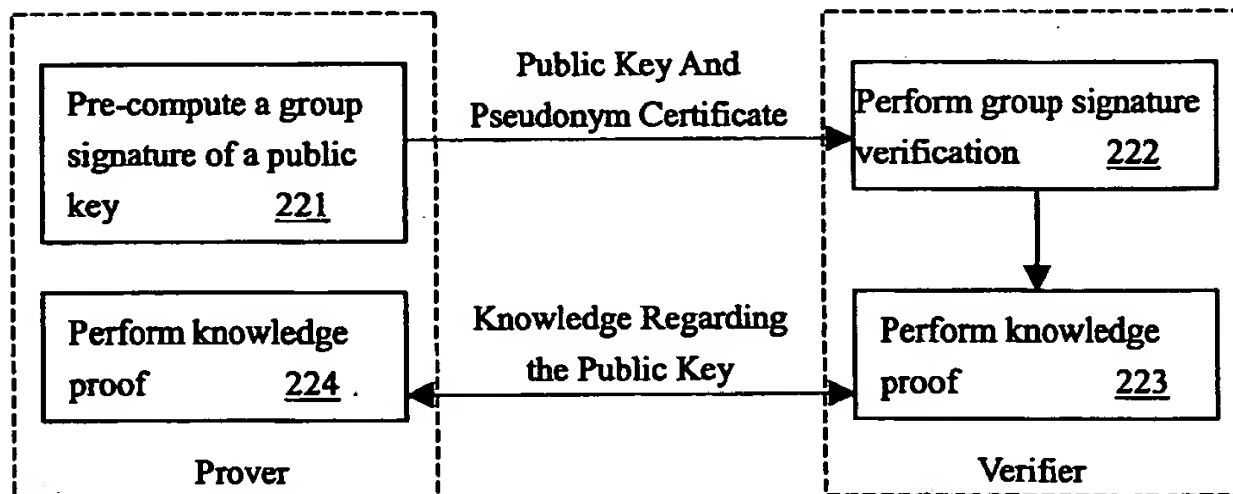 Pre-compute a group
signature of a public
key 221
Public Key And
Pseudonym Certificate
Perform group signature
verification 222
Perform knowledge
proof 224
Knowledge Regarding
the Public Key
Perform knowledge
proof 223
Prover
Verifier